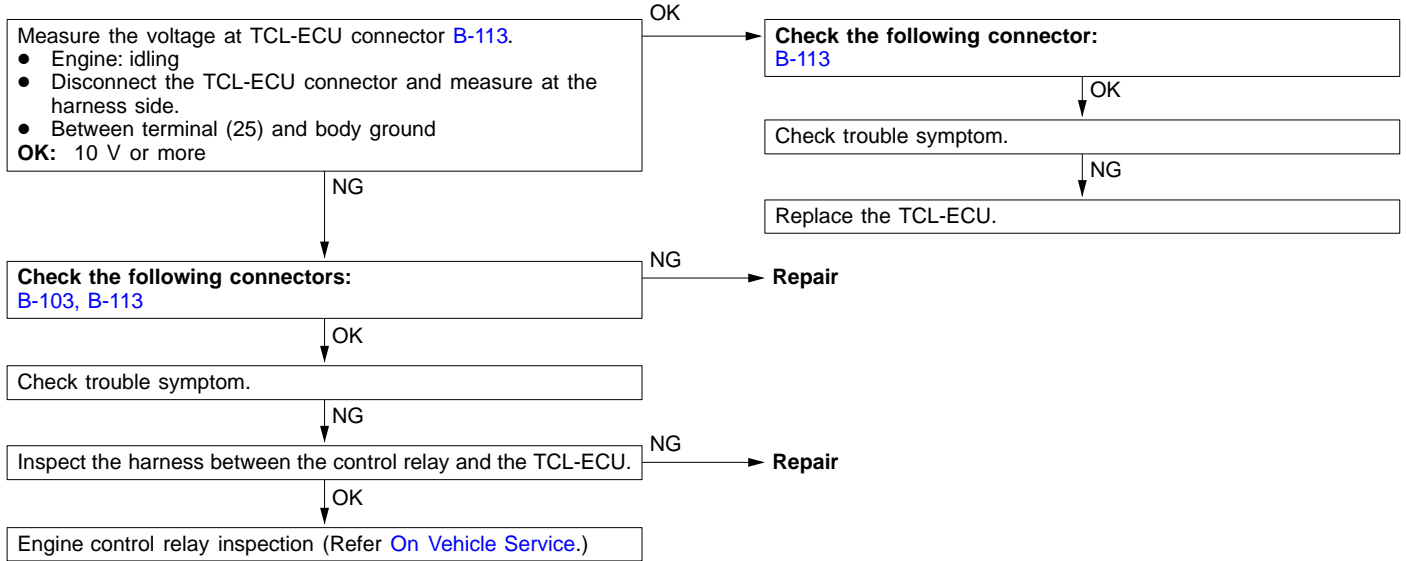 Measure the voltage at TCL-ECU connector B-113.
● Engine: idling
● Disconnect the TCL-ECU connector and measure at the
harness side.
● Between terminal (25) and body ground
OK: 10 V or more
OK
Check the following connector:
B-113
OK
Check trouble symptom.
NG
Replace the TCL-ECU.
NG
Check the following connectors:
B-103, B-113
NG
Repair
OK
Check trouble symptom.
NG
Inspect the harness between the control relay and the TCL-ECU.
NG
Repair
OK
Engine control relay inspection (Refer On Vehicle Service.)